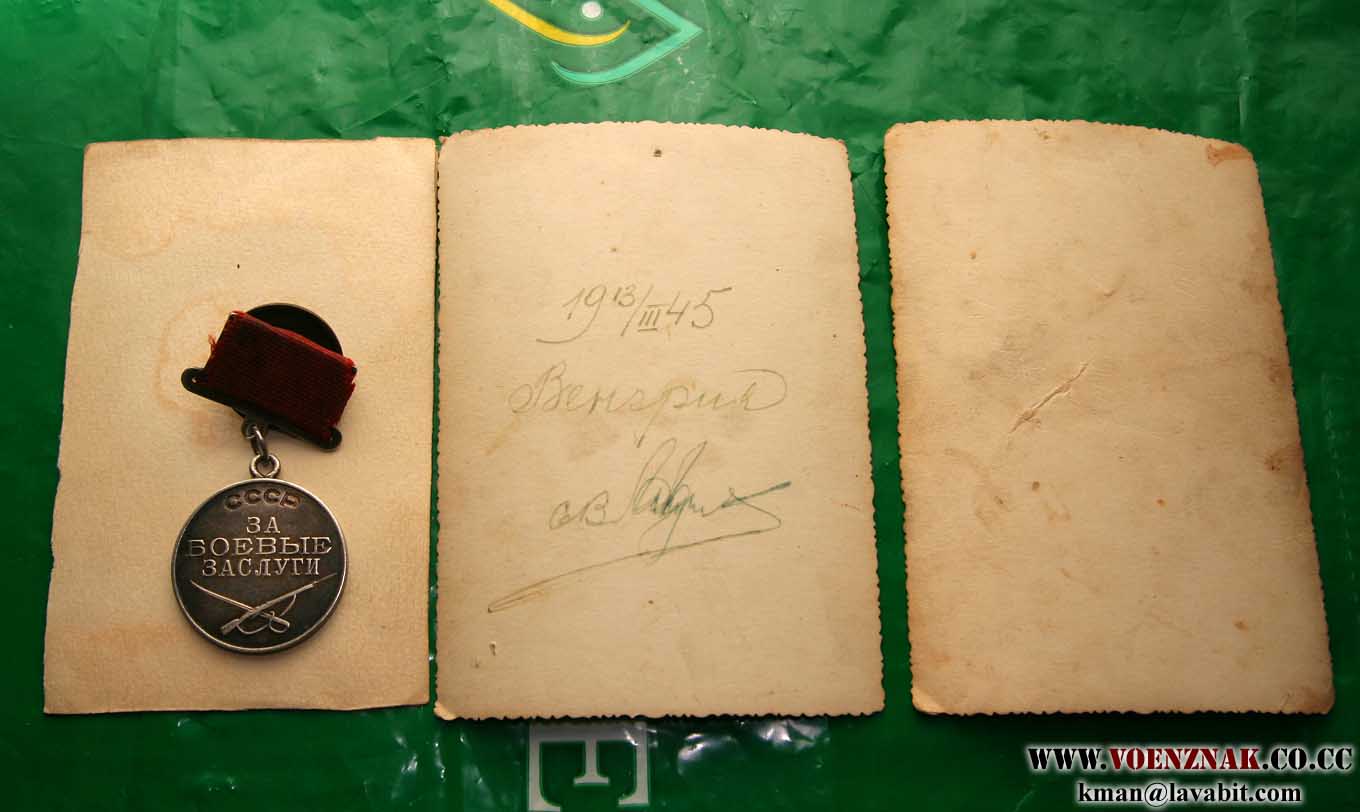 СССР
ЗА
БОЕВЫЕ
ЗАСЛУГИ
19 13/III 45
Венгрия
WWW.VOENZNAK.CO.CC
kman@lavabit.com